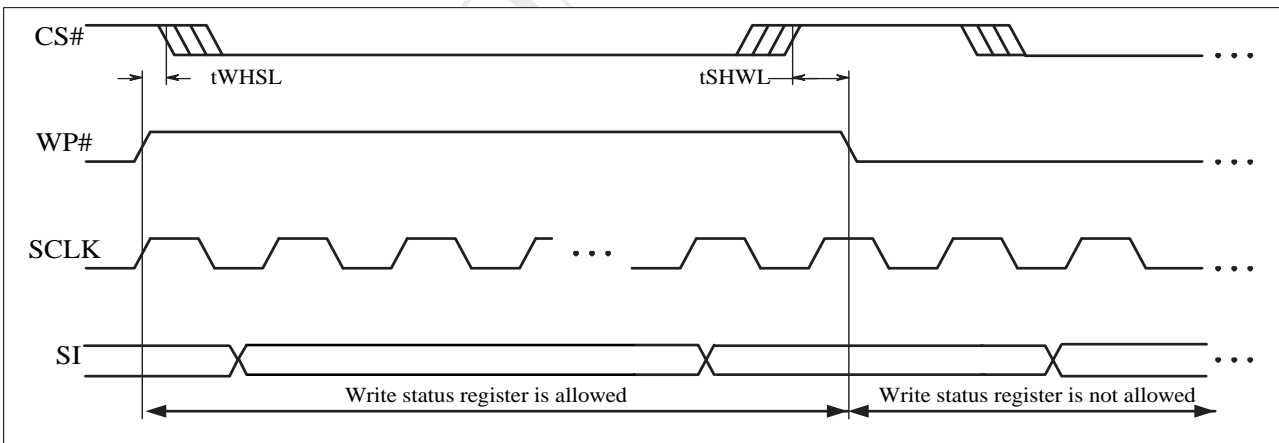 CS#
tWHSL
tSHWL
WP#
SCLK
SI
Write status register is allowed
Write status register is not allowed